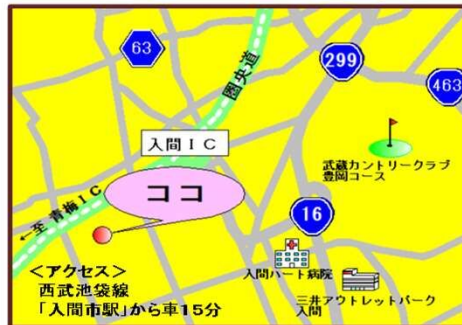 63
299
463
圏央道
入間IC
武蔵カントリークラブ
豊岡コース
ココ
←至 青梅IC
16
入間ハート病院
三井アウトレットパーク
入間
＜アクセス＞
西武池袋線
「入間市駅」から車15分